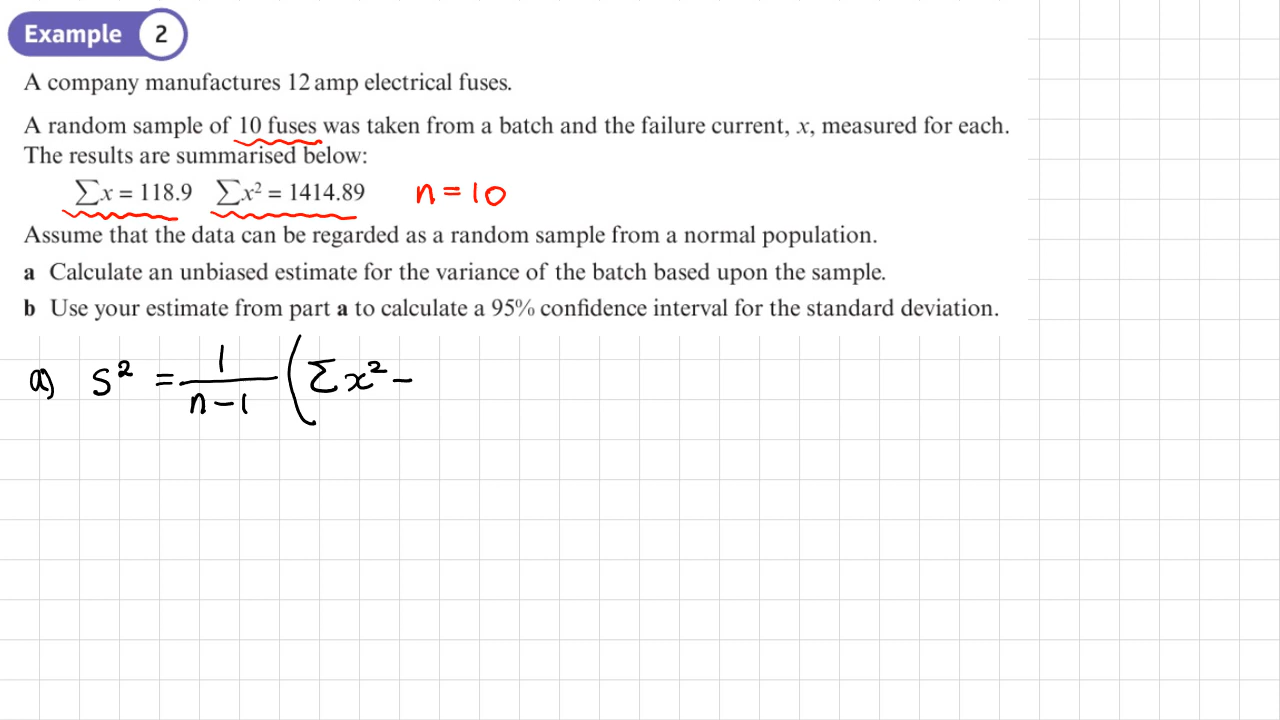 Example 2
A company manufactures 12 amp electrical fuses.
A random sample of 10 fuses was taken from a batch and the failure current, x, measured for each.
The results are summarised below:
∑x = 118.9 ∑x² = 1414.89 n = 10
Assume that the data can be regarded as a random sample from a normal population.
a Calculate an unbiased estimate for the variance of the batch based upon the sample.
b Use your estimate from part a to calculate a 95% confidence interval for the standard deviation.
a) S² = 1/(n-1) (∑x² -